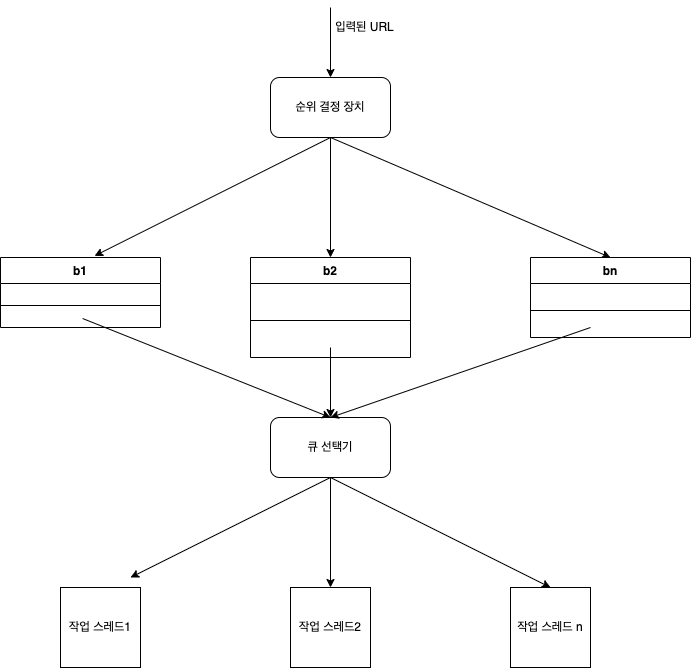 입력된 URL
순위 결정 장치
b1
b2
bn
큐 선택기
작업 스레드1
작업 스레드2
작업 스레드 n